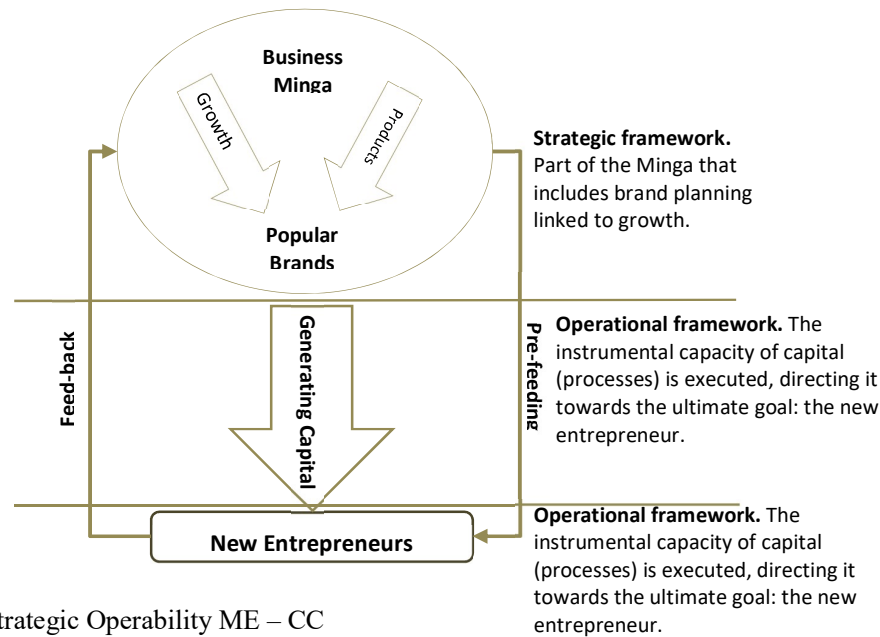 Business
Minga
Growth
Products
Popular
Brands
Strategic framework.
Part of the Minga that
includes brand planning
linked to growth.
Feed-back
Generating Capital
Pre-feeding
Operational framework. The
instrumental capacity of capital
(processes) is executed, directing it
towards the ultimate goal: the new
entrepreneur.
New Entrepreneurs
Operational framework. The
instrumental capacity of capital
(processes) is executed, directing it
towards the ultimate goal: the new
entrepreneur.
trategic Operability ME – CC